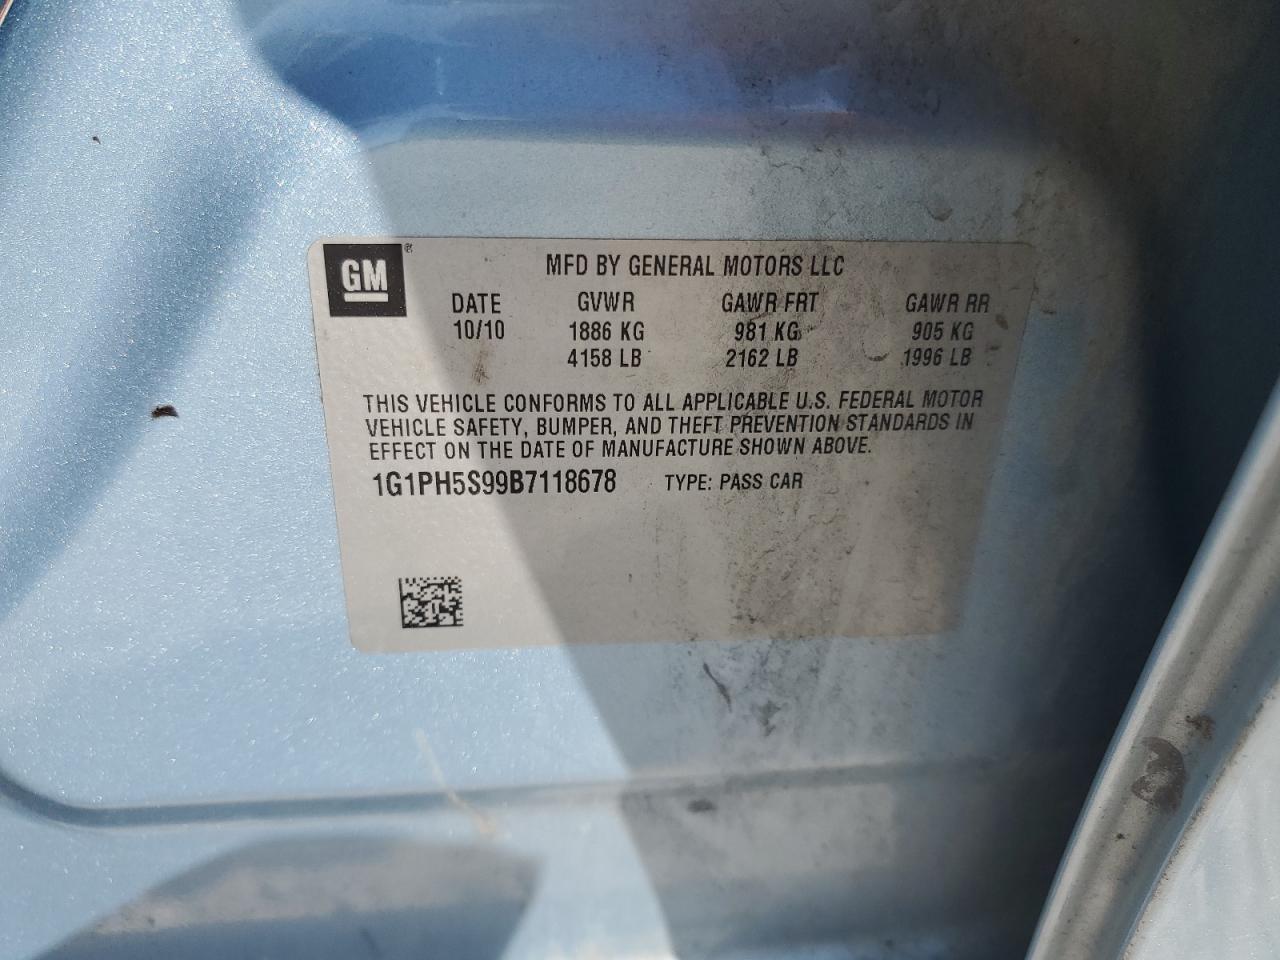 GM ®
MFD BY GENERAL MOTORS LLC
DATE GVWR GAWR FRT GAWR RR
10/10 1886 KG 981 KG 905 KG
4158 LB 2162 LB 1996 LB
THIS VEHICLE CONFORMS TO ALL APPLICABLE U.S. FEDERAL MOTOR
VEHICLE SAFETY, BUMPER, AND THEFT PREVENTION STANDARDS IN
EFFECT ON THE DATE OF MANUFACTURE SHOWN ABOVE.
1G1PH5S99B7118678 TYPE: PASS CAR